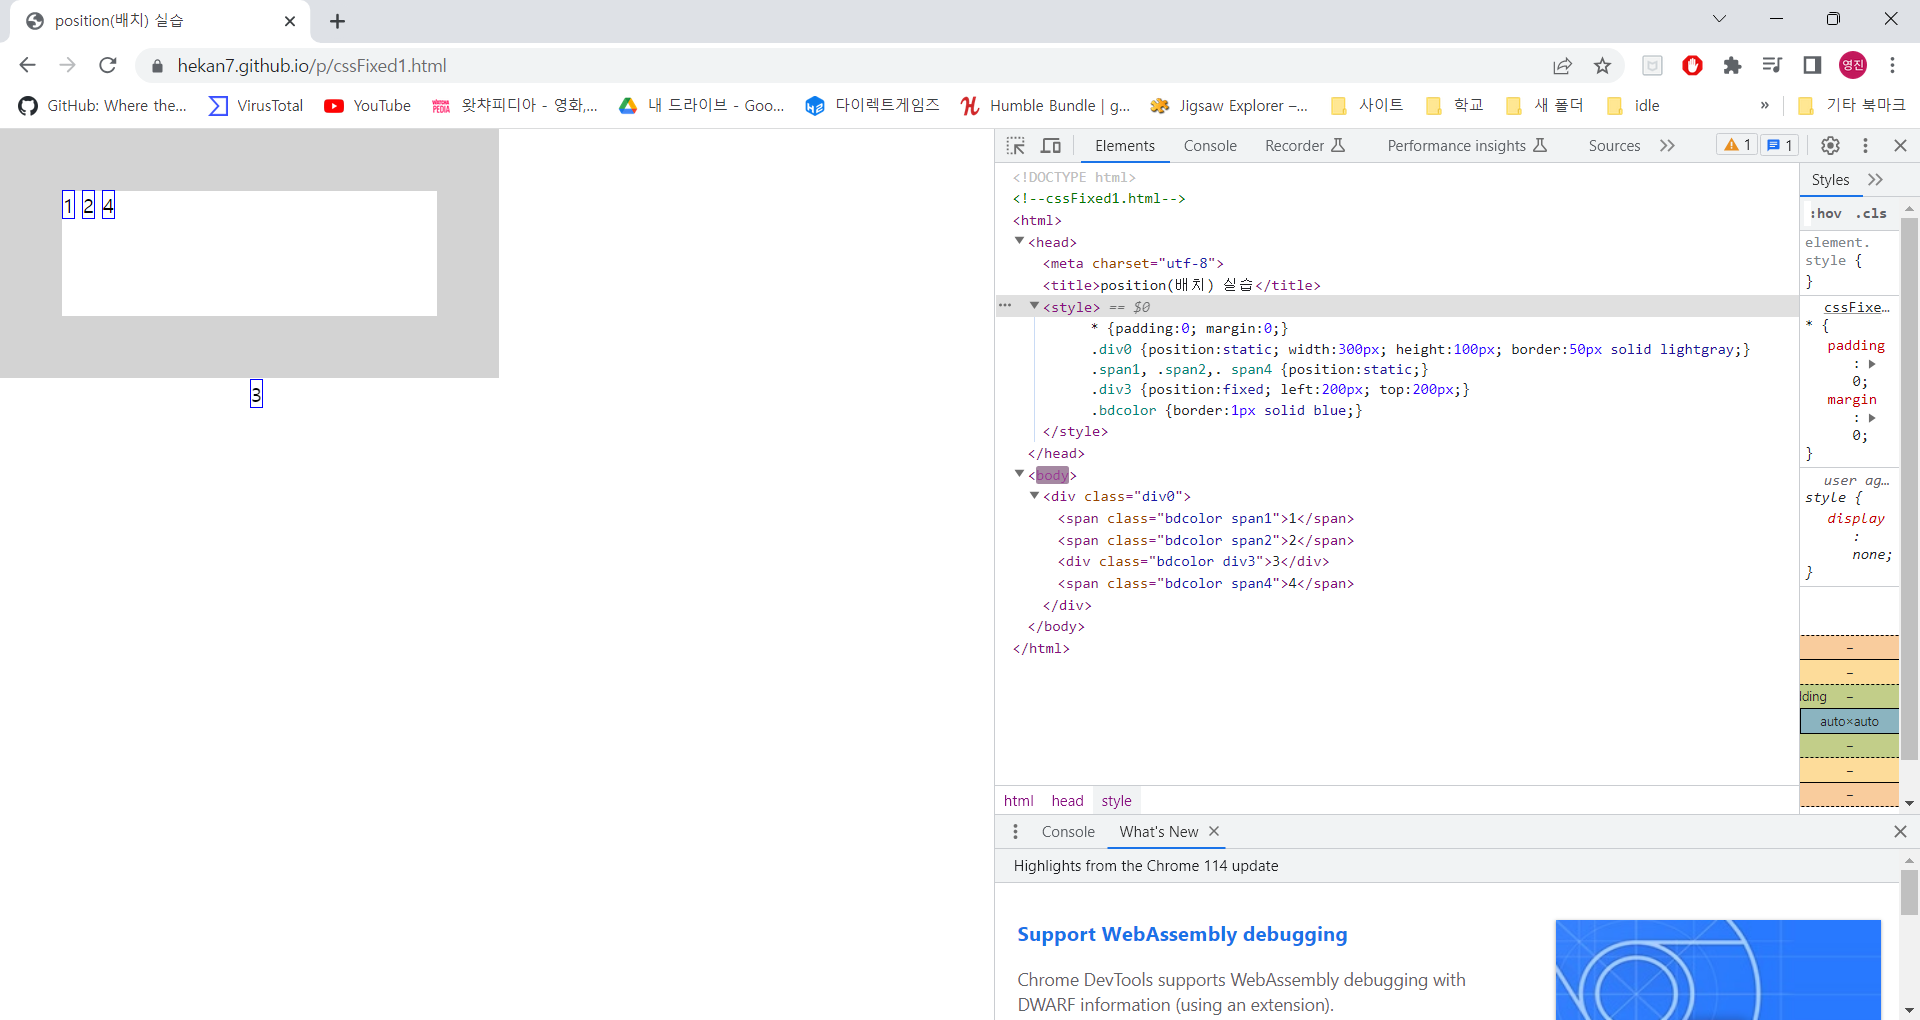 position(배치) 실습
hekan7.github.io/p/cssFixed1.html
영진
GitHub: Where the...
VirusTotal
YouTube
WATCHA PEDIA
왓챠피디아 - 영화,...
내 드라이브 - Goo...
다이렉트게임즈
Humble Bundle | g...
Jigsaw Explorer –...
사이트
학교
새 폴더
idle
»
기타 북마크
1 2 4
3
Elements
Console
Recorder
Performance insights
Sources
1
1
<!DOCTYPE html>
<!--cssFixed1.html-->
<html>
<head>
<meta charset="utf-8">
<title>position(배치) 실습</title>
... <style> == $0
* {padding:0; margin:0;}
.div0 {position:static; width:300px; height:100px; border:50px solid lightgray;}
.span1, .span2,. span4 {position:static;}
.div3 {position:fixed; left:200px; top:200px;}
.bdcolor {border:1px solid blue;}
</style>
</head>
<body>
<div class="div0">
<span class="bdcolor span1">1</span>
<span class="bdcolor span2">2</span>
<div class="bdcolor div3">3</div>
<span class="bdcolor span4">4</span>
</div>
</body>
</html>
html head style
Styles
:hov .cls
element.
style {
}
cssFixe…
* {
padding
:
0;
margin
:
0;
}
user ag…
style {
display
:
none;
}
–
–
lding –
auto×auto
–
–
–
Console
What's New
Highlights from the Chrome 114 update
Support WebAssembly debugging
Chrome DevTools supports WebAssembly debugging with
DWARF information (using an extension).